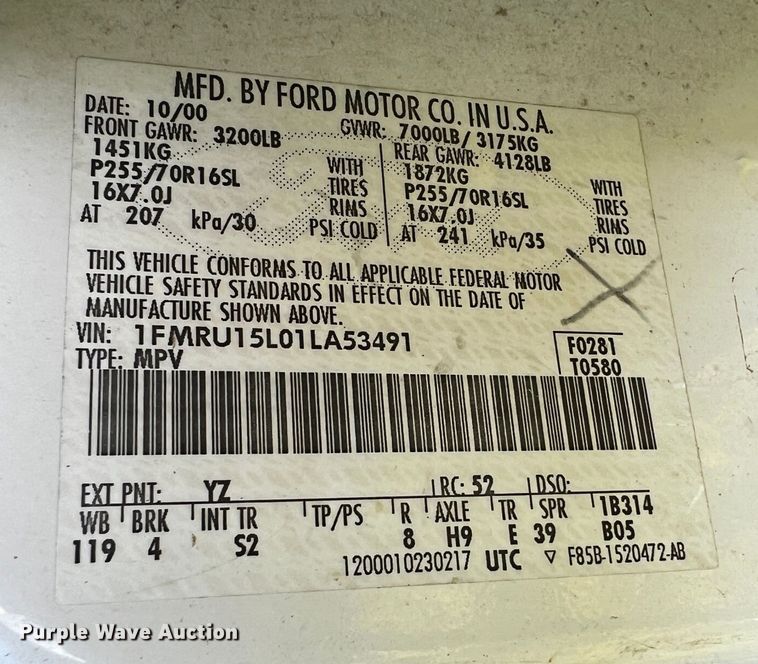 MFD. BY FORD MOTOR CO. IN U.S.A.
DATE: 10/00 GVWR: 7000LB/ 3175KG
FRONT GAWR: 3200LB REAR GAWR: 4128LB
1451KG WITH 1872KG WITH
P255/70R16SL TIRES P255/70R16SL TIRES
16X7.0J RIMS 16X7.0J RIMS
AT 207 kPa/30 PSI COLD AT 241 kPa/35 PSI COLD
THIS VEHICLE CONFORMS TO ALL APPLICABLE FEDERAL MOTOR
VEHICLE SAFETY STANDARDS IN EFFECT ON THE DATE OF
MANUFACTURE SHOWN ABOVE.
VIN: 1FMRU15L01LA53491 F0281
TYPE: MPV T0580
EXT PNT: YZ RC: 52 DSO:
WB BRK INT TR TP/PS R AXLE TR SPR 1B314
119 4 S2 8 H9 E 39 B05
1200010230217 UTC ▽ F85B-1520472-AB
Purple Wave Auction